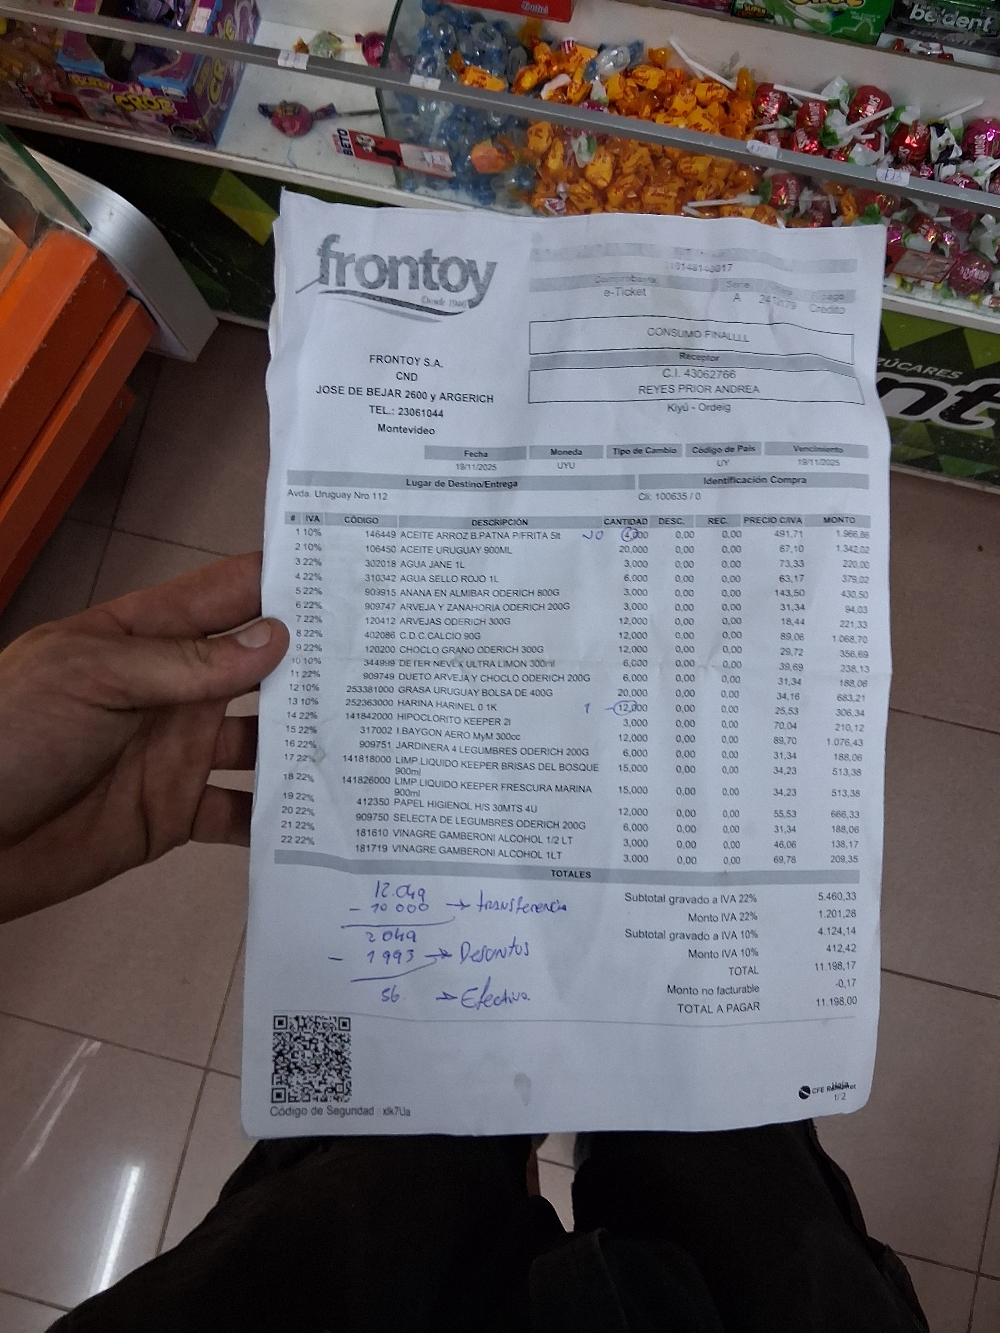 beldent
CROB
BETO
frontoy
Desde 1946
e-Ticket
Serie
A
Crédito
CONSUMO FINALLLL
Receptor
C.I. 43062766
REYES PRIOR ANDREA
Kiyú - Ordeig
FRONTOY S.A.
CND
JOSE DE BEJAR 2600 y ARGERICH
TEL.: 23061044
Montevideo
AZÚCARES
Fecha Moneda Tipo de Cambio Código de País Vencimiento
19/11/2025 UYU UY 19/11/2025
Lugar de Destino/Entrega Identificación Compra
Avda. Uruguay Nro 112 Cli: 100635 / 0
# IVA CÓDIGO DESCRIPCIÓN CANTIDAD DESC. REC. PRECIO C/IVA MONTO
1 10% 146449 ACEITE ARROZ B.PATNA P/FRITA 5lt NO 4,000 0,00 0,00 491,71 1.966,86
2 10% 106450 ACEITE URUGUAY 900ML 20,000 0,00 0,00 67,10 1.342,02
3 22% 302018 AGUA JANE 1L 3,000 0,00 0,00 73,33 220,00
4 22% 310342 AGUA SELLO ROJO 1L 6,000 0,00 0,00 63,17 379,02
5 22% 909915 ANANA EN ALMIBAR ODERICH 800G 3,000 0,00 0,00 143,50 430,50
6 22% 909747 ARVEJA Y ZANAHORIA ODERICH 200G 3,000 0,00 0,00 31,34 94,03
7 22% 120412 ARVEJAS ODERICH 300G 12,000 0,00 0,00 18,44 221,33
8 22% 402086 C.D.C.CALCIO 90G 12,000 0,00 0,00 89,06 1.068,70
9 22% 120200 CHOCLO GRANO ODERICH 300G 12,000 0,00 0,00 29,72 356,69
10 10% 344999 DETER NEVEX ULTRA LIMON 300ml 6,000 0,00 0,00 39,69 238,13
11 22% 909749 DUETO ARVEJA Y CHOCLO ODERICH 200G 6,000 0,00 0,00 31,34 188,06
12 10% 253381000 GRASA URUGUAY BOLSA DE 400G 20,000 0,00 0,00 34,16 683,21
13 10% 252363000 HARINA HARINEL 0 1K 1 12,000 0,00 0,00 25,53 306,34
14 22% 141842000 HIPOCLORITO KEEPER 2l 3,000 0,00 0,00 70,04 210,12
15 22% 317002 I.BAYGON AERO MyM 300cc 12,000 0,00 0,00 89,70 1.076,43
16 22% 909751 JARDINERA 4 LEGUMBRES ODERICH 200G 6,000 0,00 0,00 31,34 188,06
17 22% 141818000 LIMP LIQUIDO KEEPER BRISAS DEL BOSQUE 15,000 0,00 0,00 34,23 513,38
900ml
18 22% 141826000 LIMP LIQUIDO KEEPER FRESCURA MARINA 15,000 0,00 0,00 34,23 513,38
900ml
19 22% 412350 PAPEL HIGIENOL H/S 30MTS 4U 12,000 0,00 0,00 55,53 666,33
20 22% 909750 SELECTA DE LEGUMBRES ODERICH 200G 6,000 0,00 0,00 31,34 188,06
21 22% 181610 VINAGRE GAMBERONI ALCOHOL 1/2 LT 3,000 0,00 0,00 46,06 138,17
22 22% 181719 VINAGRE GAMBERONI ALCOHOL 1LT 3,000 0,00 0,00 69,78 209,35
TOTALES
12.049
- 10 000 → transferencia
2 049
- 1 993 → Desontos
56 → Efectivo.
Subtotal gravado a IVA 22% 5.460,33
Monto IVA 22% 1.201,28
Subtotal gravado a IVA 10% 4.124,14
Monto IVA 10% 412,42
TOTAL 11.198,17
Monto no facturable -0,17
TOTAL A PAGAR 11.198,00
Código de Seguridad : xlk7Ua
CFE
Hoja
1/2